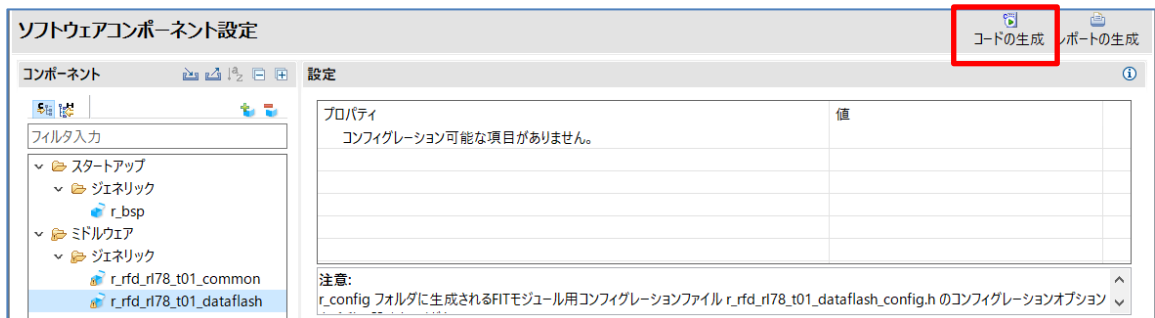 ソフトウェアコンポーネント設定
コードの生成
レポートの生成
コンポーネント
設定
フィルタ入力
スタートアップ
ジェネリック
r_bsp
ミドルウェア
ジェネリック
r_rfd_rl78_t01_common
r_rfd_rl78_t01_dataflash
プロパティ 値
コンフィグレーション可能な項目がありません。
注意:
r_config フォルダに生成されるFITモジュール用コンフィグレーションファイル r_rfd_rl78_t01_dataflash_config.h のコンフィグレーションオプション